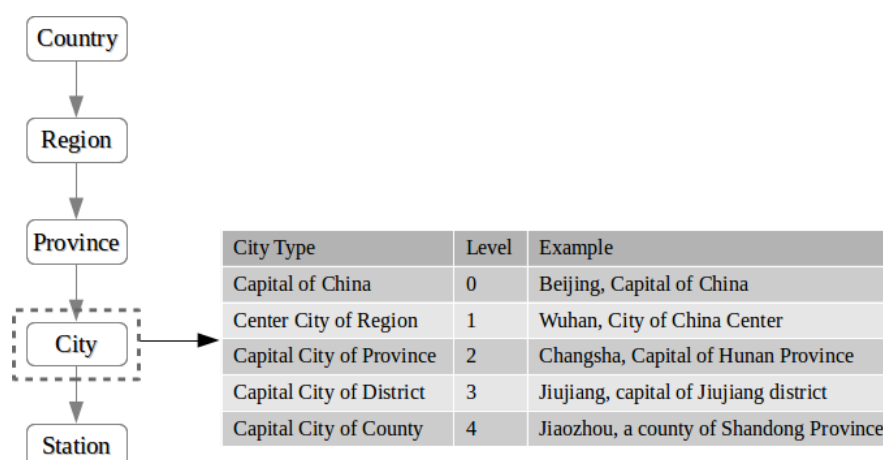 Country
Region
Province
City
Station
City Type Level Example
Capital of China 0 Beijing, Capital of China
Center City of Region 1 Wuhan, City of China Center
Capital City of Province 2 Changsha, Capital of Hunan Province
Capital City of District 3 Jiujiang, capital of Jiujiang district
Capital City of County 4 Jiaozhou, a county of Shandong Province